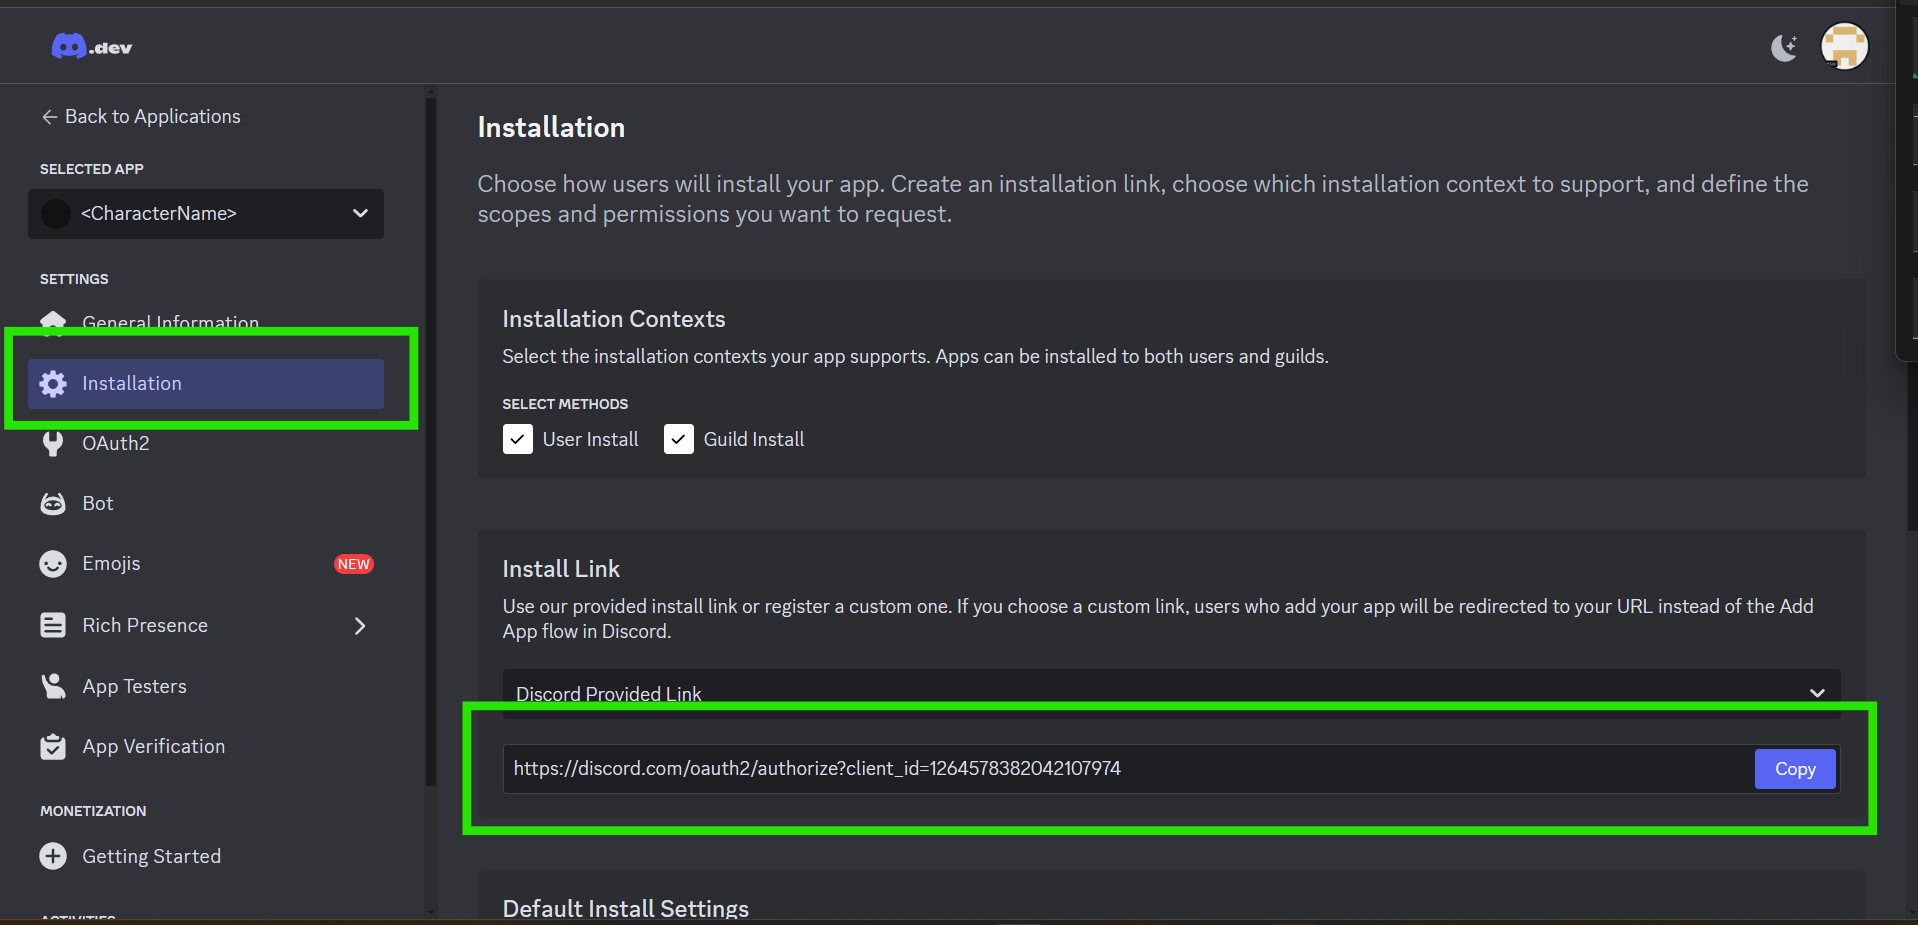 .dev
Back to Applications
SELECTED APP
<CharacterName>
SETTINGS
General Information
Installation
OAuth2
Bot
Emojis
NEW
Rich Presence
App Testers
App Verification
MONETIZATION
Getting Started
ACTIVITIES
Installation
Choose how users will install your app. Create an installation link, choose which installation context to support, and define the
scopes and permissions you want to request.
Installation Contexts
Select the installation contexts your app supports. Apps can be installed to both users and guilds.
SELECT METHODS
User Install
Guild Install
Install Link
Use our provided install link or register a custom one. If you choose a custom link, users who add your app will be redirected to your URL instead of the Add
App flow in Discord.
Discord Provided Link
https://discord.com/oauth2/authorize?client_id=1264578382042107974
Copy
Default Install Settings